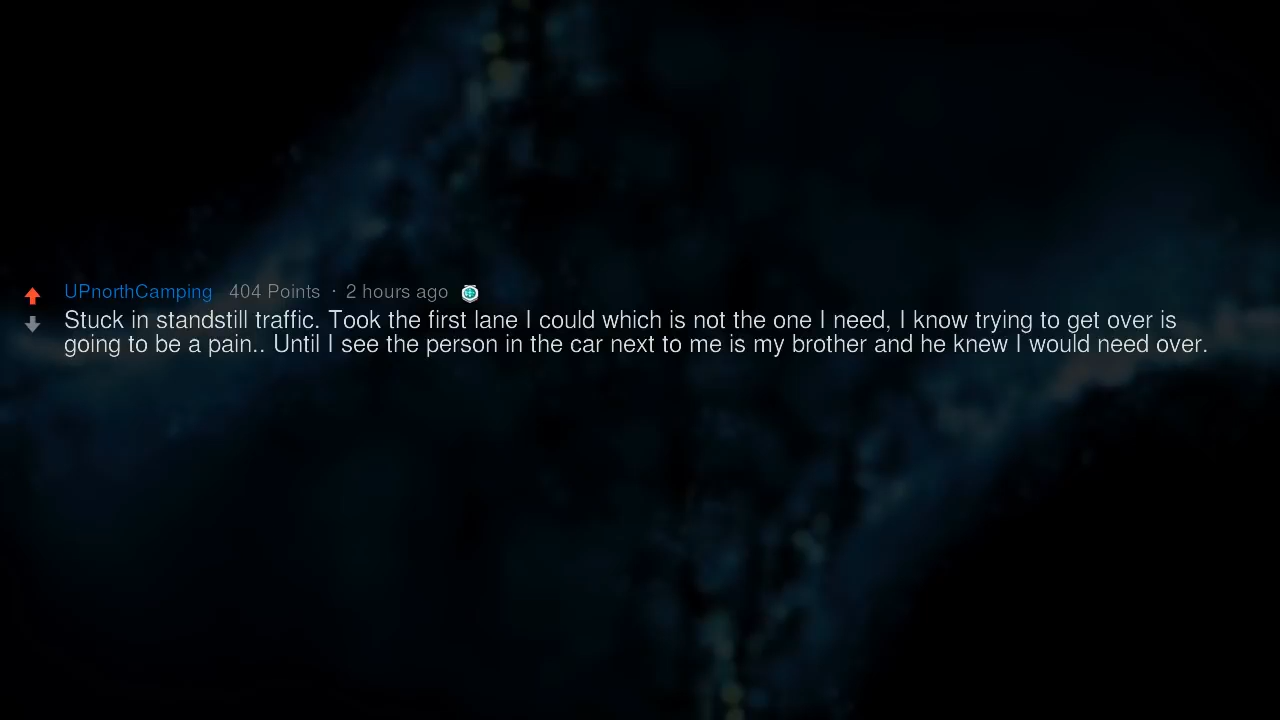 UPnorthCamping 404 Points · 2 hours ago
Stuck in standstill traffic. Took the first lane I could which is not the one I need, I know trying to get over is
going to be a pain.. Until I see the person in the car next to me is my brother and he knew I would need over.